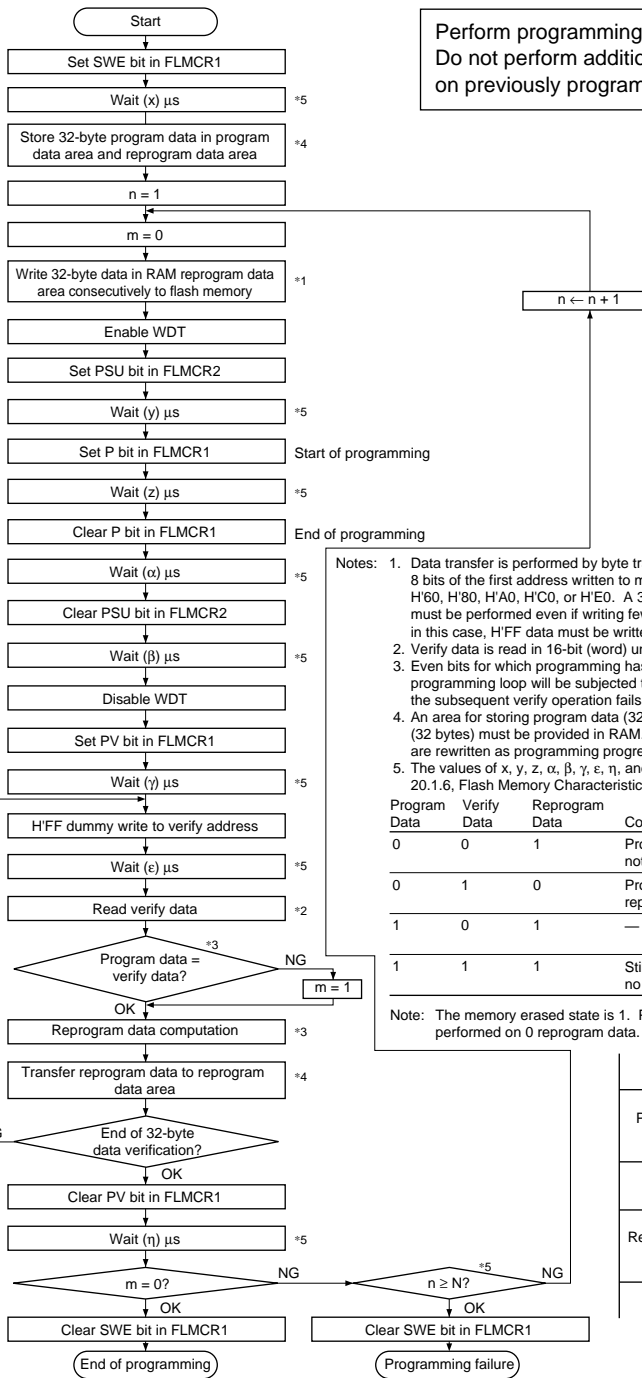 Start
Set SWE bit in FLMCR1
Wait (x) μs
*5
Store 32-byte program data in program
data area and reprogram data area
*4
n = 1
m = 0
Write 32-byte data in RAM reprogram data
area consecutively to flash memory
*1
Enable WDT
Set PSU bit in FLMCR2
Wait (y) μs
*5
Set P bit in FLMCR1
Start of programming
Wait (z) μs
*5
Clear P bit in FLMCR1
End of programming
Wait (α) μs
*5
Clear PSU bit in FLMCR2
Wait (β) μs
*5
Disable WDT
Set PV bit in FLMCR1
Wait (γ) μs
*5
H'FF dummy write to verify address
Wait (ε) μs
*5
Read verify data
*2
Program data =
verify data?
*3
NG
m = 1
OK
Reprogram data computation
*3
Transfer reprogram data to reprogram
data area
*4
End of 32-byte
data verification?
OK
Clear PV bit in FLMCR1
Wait (η) μs
*5
m = 0?
NG
OK
n ≥ N?
*5
NG
OK
Clear SWE bit in FLMCR1
Clear SWE bit in FLMCR1
End of programming
Programming failure
n ← n + 1
Perform programming
Do not perform additio
on previously program
Notes: 1. Data transfer is performed by byte tr
8 bits of the first address written to m
H'60, H'80, H'A0, H'C0, or H'E0. A 3
must be performed even if writing few
in this case, H'FF data must be writte
2. Verify data is read in 16-bit (word) un
3. Even bits for which programming has
programming loop will be subjected t
the subsequent verify operation fails
4. An area for storing program data (32
(32 bytes) must be provided in RAM
are rewritten as programming progre
5. The values of x, y, z, α, β, γ, ε, η, and
20.1.6, Flash Memory Characteristic
Program Verify Reprogram
Data Data Data Co
0 0 1 Pro
not
0 1 0 Pro
rep
1 0 1 —
1 1 1 Sti
no
Note: The memory erased state is 1. P
performed on 0 reprogram data.
Re